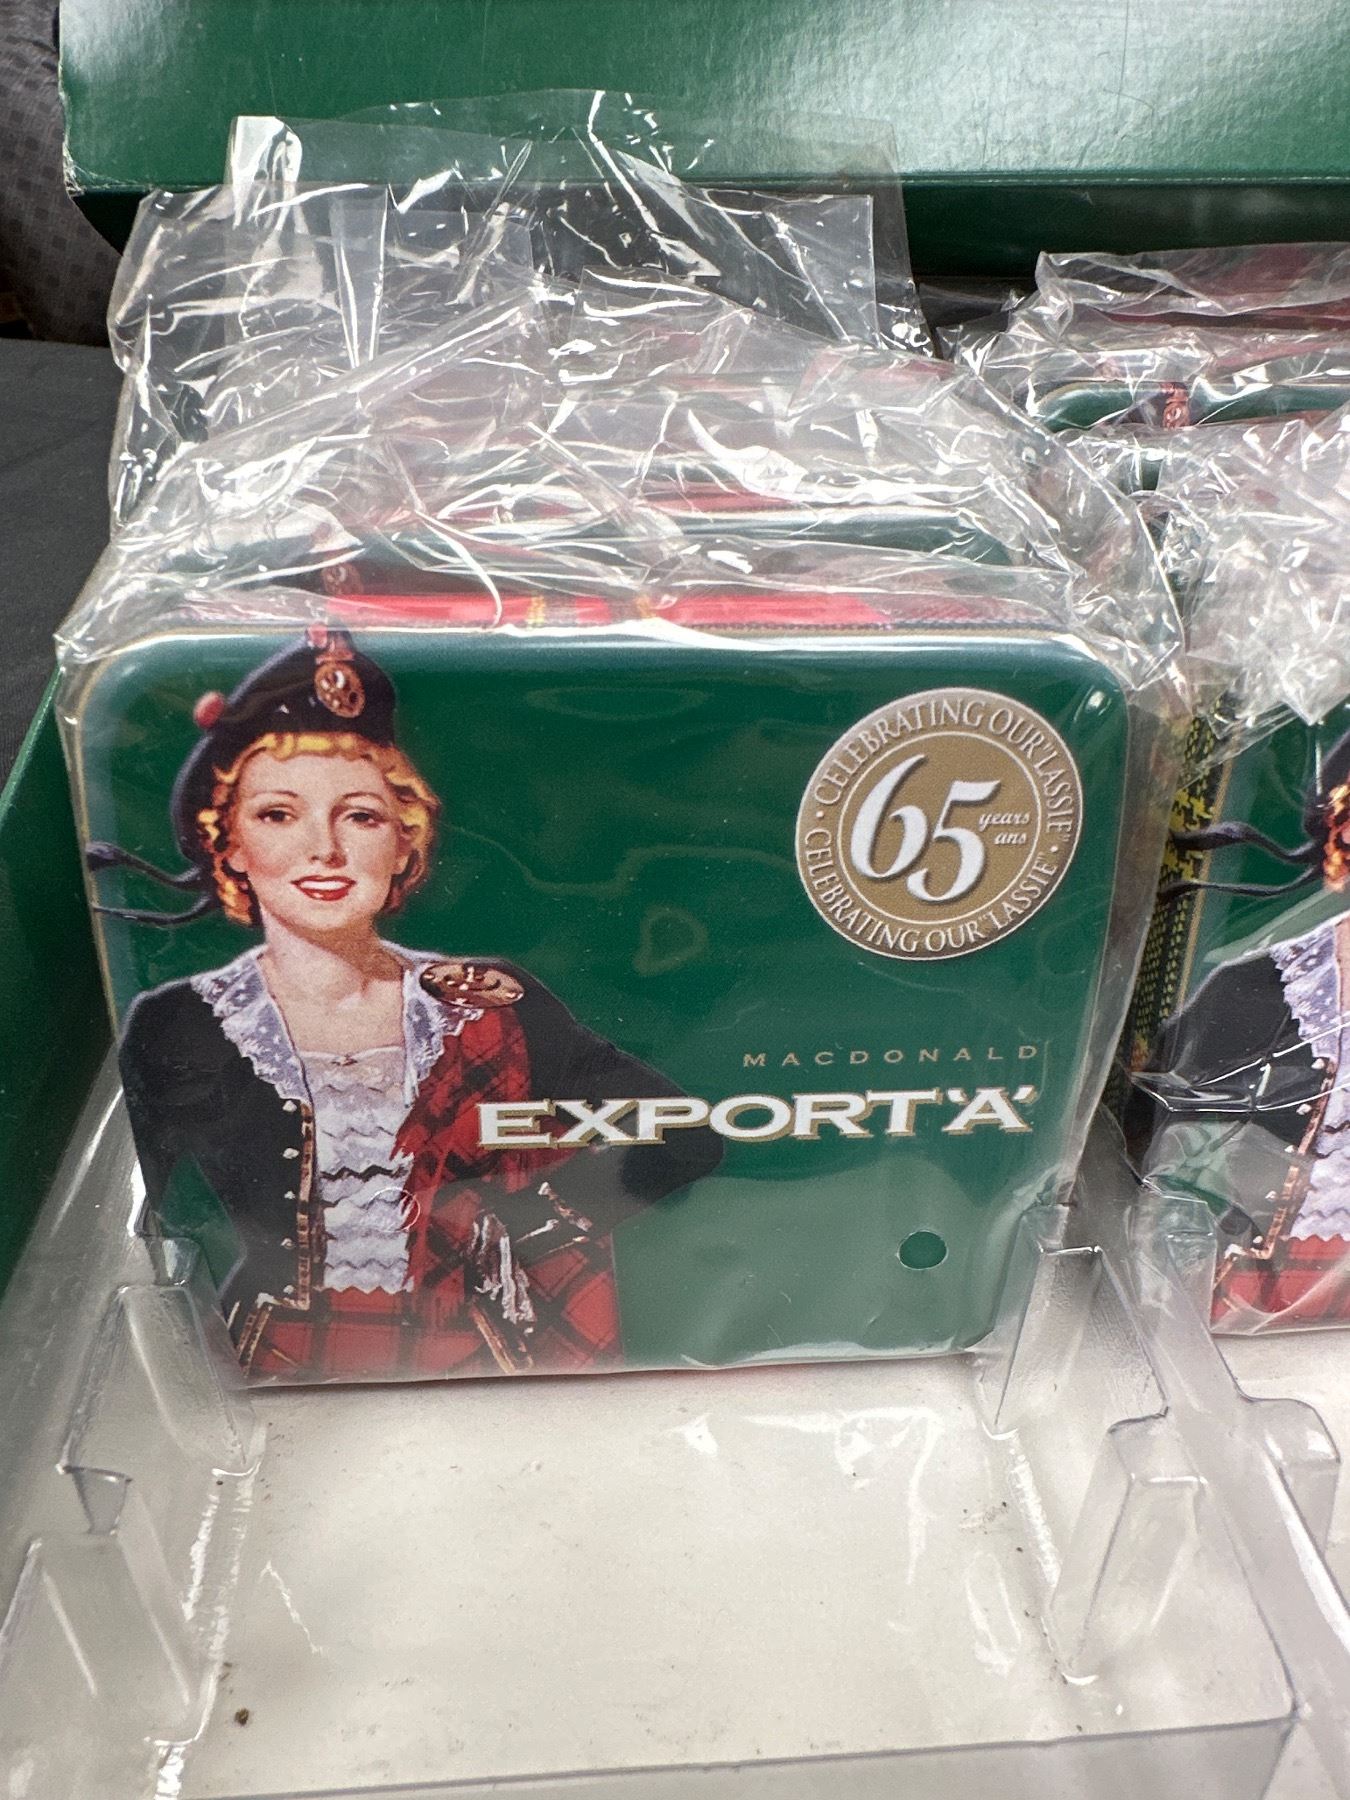 CELEBRATING OUR "LASSIE" •
65
years
ans
CELEBRATING OUR "LASSIE" •
MACDONALD
EXPORT 'A'